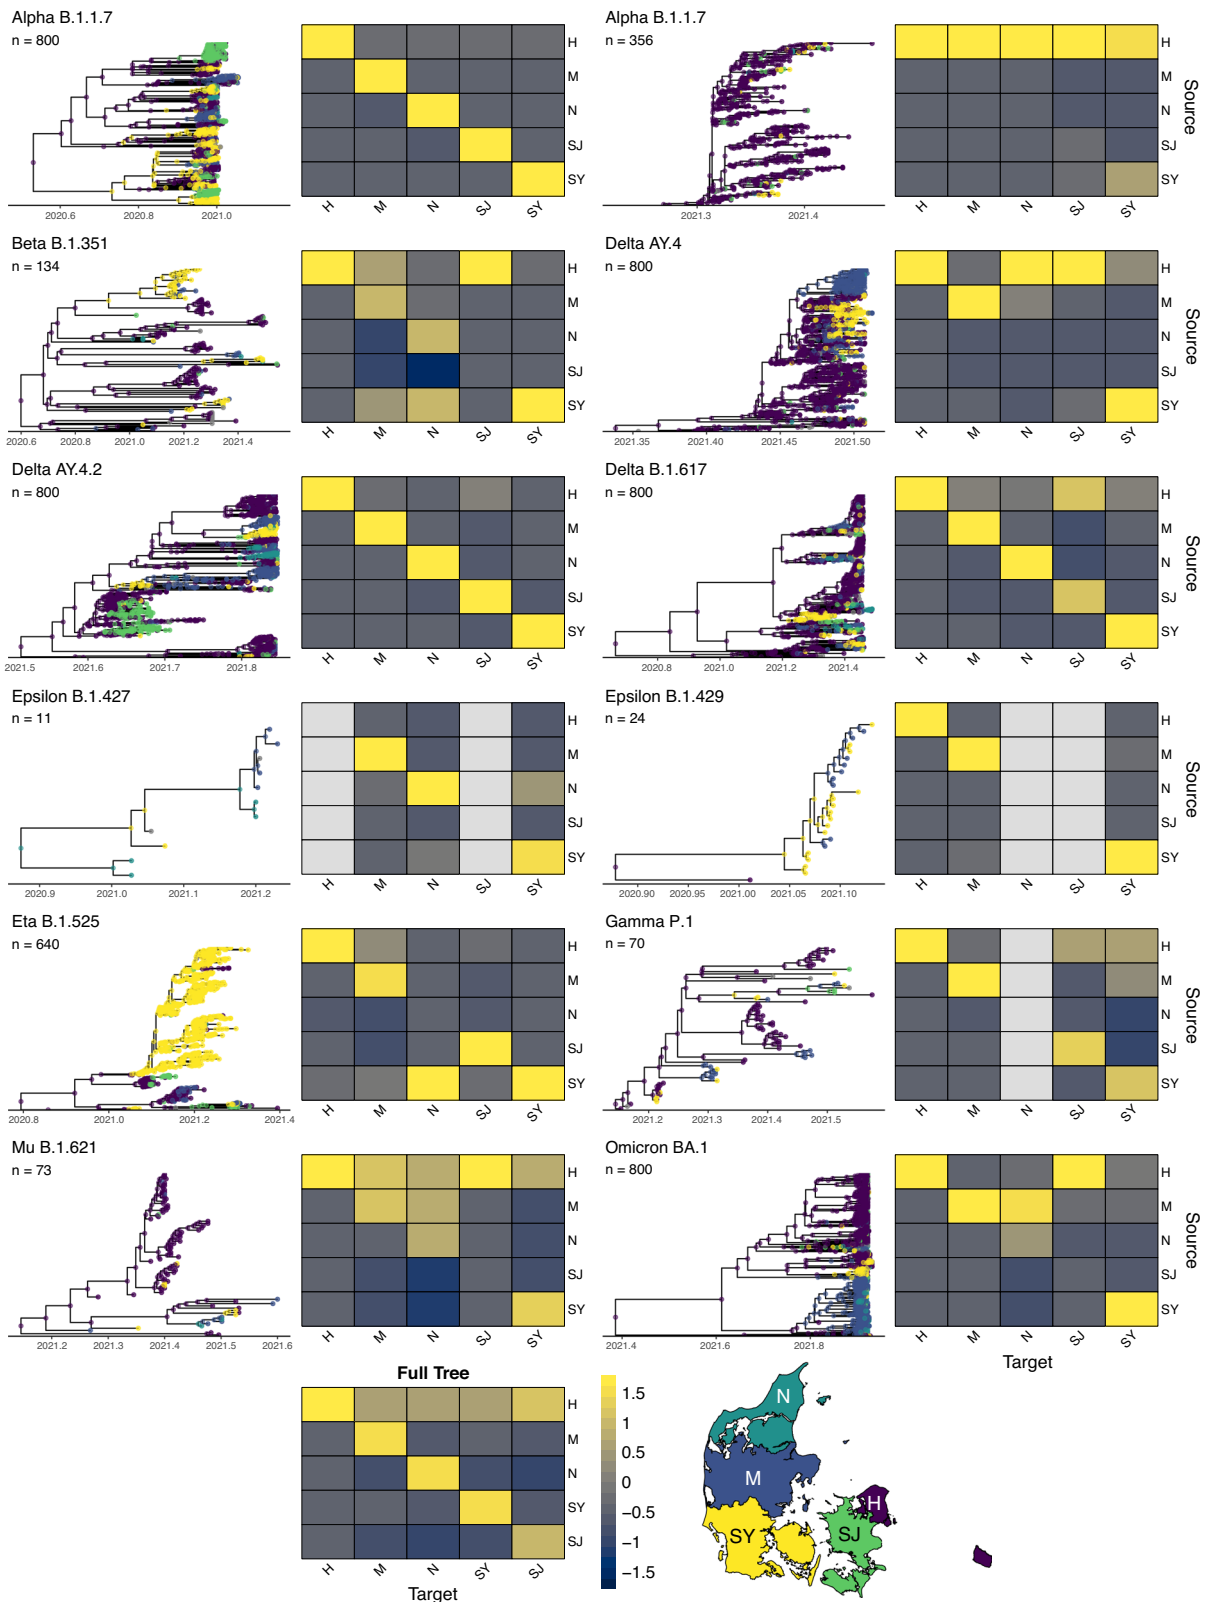 Alpha B.1.1.7
n = 800
H
M
N
SJ
SY
2020.6 2020.8 2021.0
H M N SJ SY
Alpha B.1.1.7
n = 356
H
M
N
SJ
SY
Source
2021.3 2021.4
H M N SJ SY
Beta B.1.351
n = 134
H
M
N
SJ
SY
2020.6 2020.8 2021.0 2021.2 2021.4
H M N SJ SY
Delta AY.4
n = 800
H
M
N
SJ
SY
Source
2021.35 2021.40 2021.45 2021.50
H M N SJ SY
Delta AY.4.2
n = 800
H
M
N
SJ
SY
2021.5 2021.6 2021.7 2021.8
H M N SJ SY
Delta B.1.617
n = 800
H
M
N
SJ
SY
Source
2020.8 2021.0 2021.2 2021.4
H M N SJ SY
Epsilon B.1.427
n = 11
H
M
N
SJ
SY
2020.9 2021.0 2021.1 2021.2
H M N SJ SY
Epsilon B.1.429
n = 24
H
M
N
SJ
SY
Source
2020.90 2020.95 2021.00 2021.05 2021.10
H M N SJ SY
Eta B.1.525
n = 640
H
M
N
SJ
SY
2020.8 2021.0 2021.2 2021.4
H M N SJ SY
Gamma P.1
n = 70
H
M
N
SJ
SY
Source
2021.2 2021.3 2021.4 2021.5
H M N SJ SY
Mu B.1.621
n = 73
H
M
N
SJ
SY
2021.2 2021.3 2021.4 2021.5 2021.6
H M N SJ SY
Omicron BA.1
n = 800
H
M
N
SJ
SY
Source
2021.4 2021.6 2021.8
H M N SJ SY
Target
Full Tree
H
M
N
SY
SJ
H M N SY SJ
Target
1.5
1
0.5
0
−0.5
−1
−1.5
N
M
H
SY
SJ